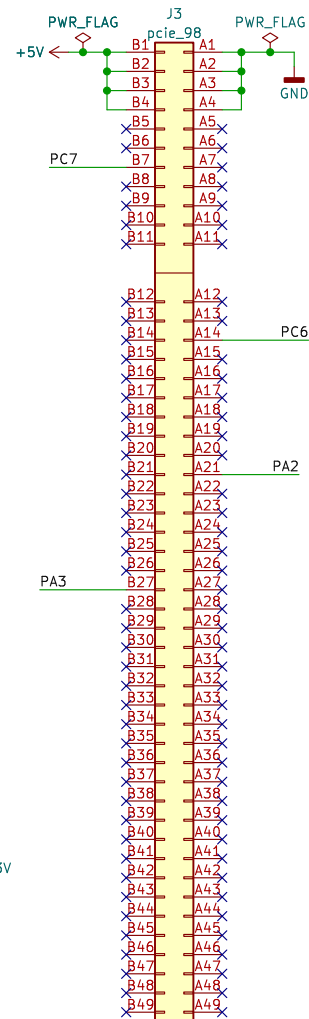 J3
PWR_FLAG PWR_FLAG
pcie_98
+5V B1 A1
B2 A2
B3 A3 GND
B4 A4
B5 A5
B6 A6
PC7 B7 A7
B8 A8
B9 A9
B10 A10
B11 A11
B12 A12
B13 A13
B14 A14 PC6
B15 A15
B16 A16
B17 A17
B18 A18
B19 A19
B20 A20
B21 A21 PA2
B22 A22
B23 A23
B24 A24
B25 A25
B26 A26
PA3 B27 A27
B28 A28
B29 A29
B30 A30
B31 A31
B32 A32
B33 A33
B34 A34
B35 A35
B36 A36
B37 A37
B38 A38
B39 A39
B40 A40
B41 A41
3V B42 A42
B43 A43
B44 A44
B45 A45
B46 A46
B47 A47
B48 A48
B49 A49